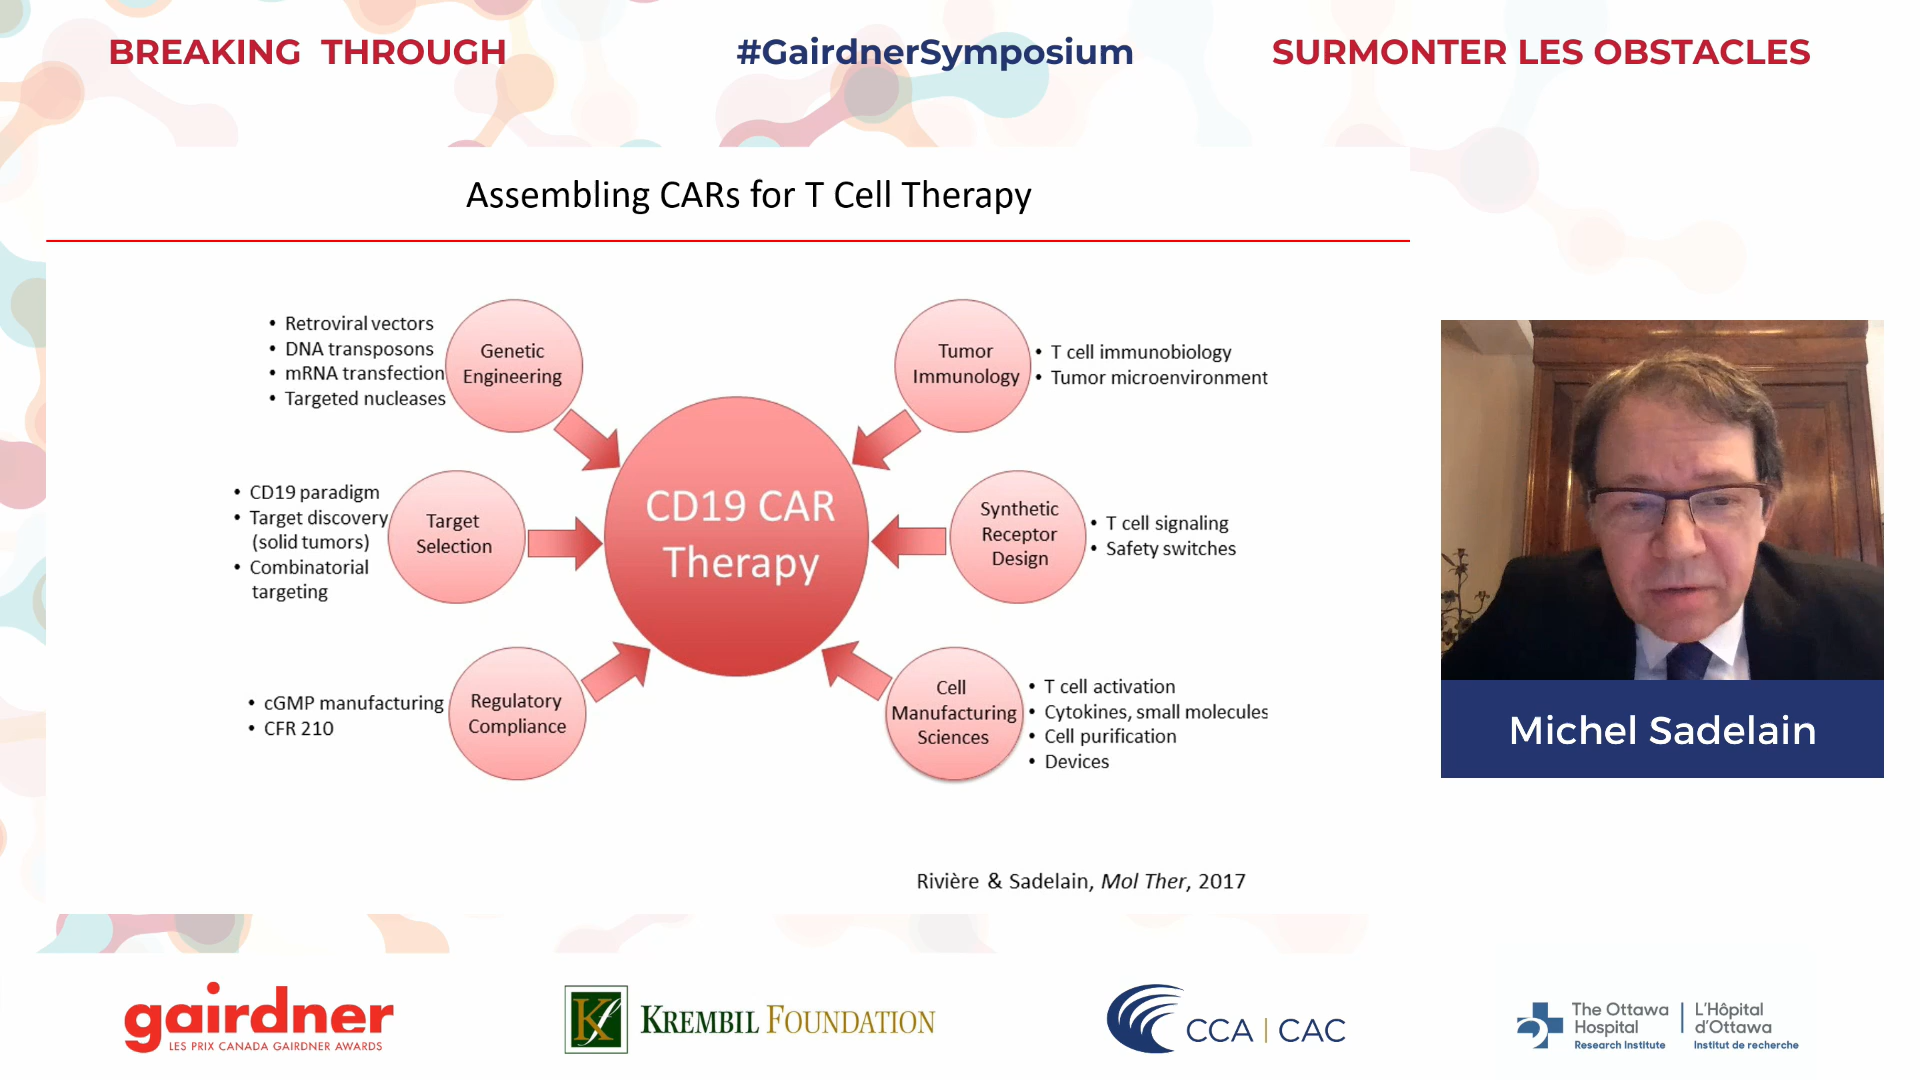 BREAKING THROUGH
#GairdnerSymposium
SURMONTER LES OBSTACLES
Assembling CARs for T Cell Therapy
• Retroviral vectors
• DNA transposons
• mRNA transfection
• Targeted nucleases
Genetic
Engineering
Tumor
Immunology
• T cell immunobiology
• Tumor microenvironment
• CD19 paradigm
• Target discovery
(solid tumors)
• Combinatorial
targeting
Target
Selection
CD19 CAR
Therapy
Synthetic
Receptor
Design
• T cell signaling
• Safety switches
• cGMP manufacturing
• CFR 210
Regulatory
Compliance
Cell
Manufacturing
Sciences
• T cell activation
• Cytokines, small molecules
• Cell purification
• Devices
Rivière & Sadelain, Mol Ther, 2017
Michel Sadelain
gairdner
LES PRIX CANADA GAIRDNER AWARDS
Kf
KREMBIL FOUNDATION
CCA | CAC
The Ottawa
Hospital
Research Institute
L'Hôpital
d'Ottawa
Institut de recherche